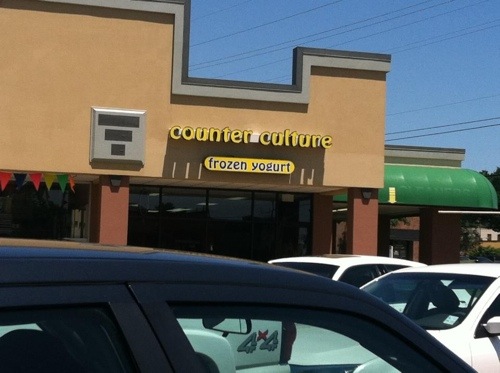 counter culture
frozen yogurt
4x4